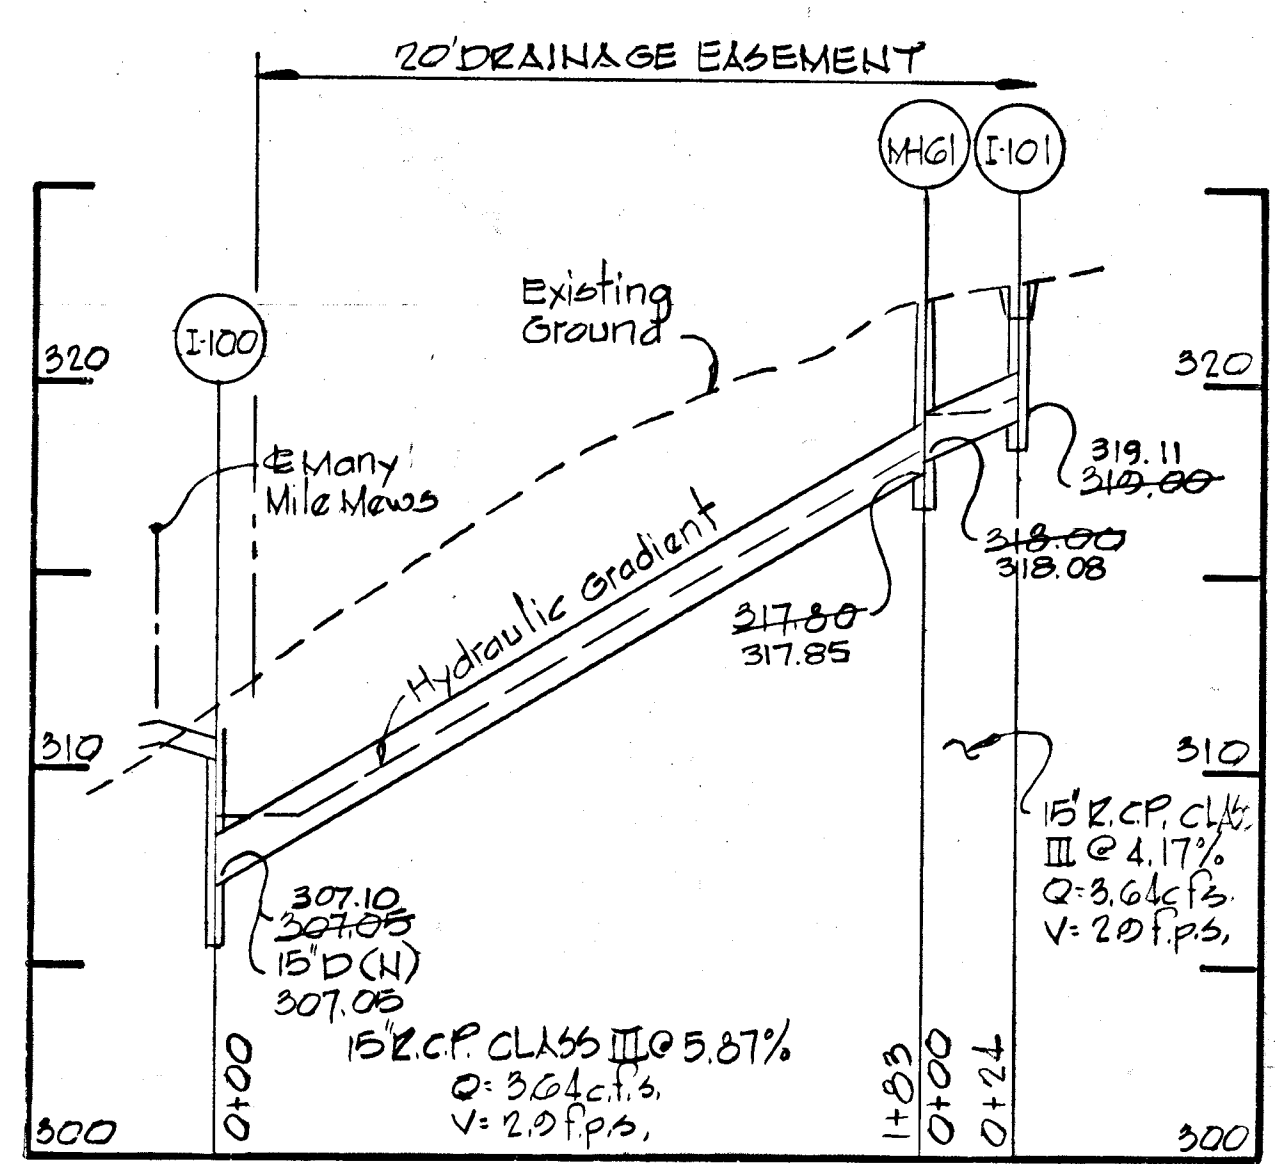 20' DRAINAGE EASEMENT
MH61
I-101
I-100
Existing
Ground
320
320
℄ Many
Mile Mews
319.11
319.00
318.00
318.08
Hydraulic Gradient
317.80
317.85
310
310
15" R.C.P. CLASS
III @ 4.17%
Q=3.64cfs.
V= 2.9 f.p.s.
307.10
307.05
15" D (N)
307.05
15" R.C.P. CLASS III @ 5.87%
Q= 3.64 c.f.s.
V= 2.9 f.p.s.
0+00
1+83
0+00
0+24
300
300